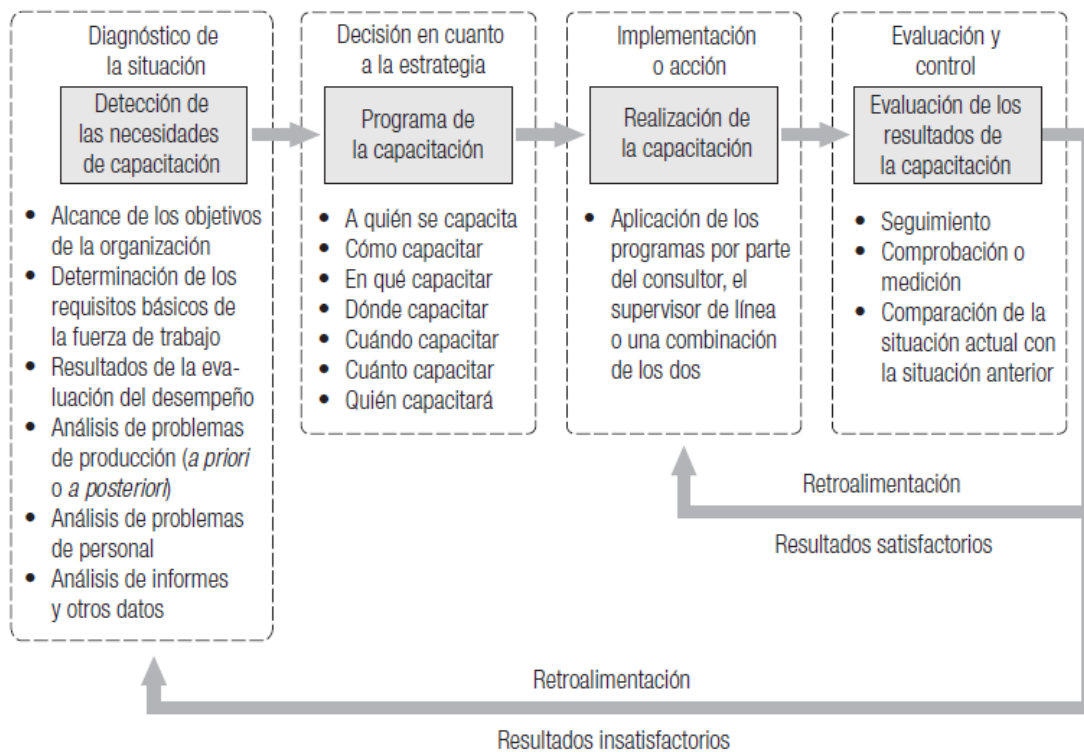 Diagnóstico de
la situación
Detección de
las necesidades
de capacitación
• Alcance de los objetivos
de la organización
• Determinación de los
requisitos básicos de
la fuerza de trabajo
• Resultados de la eva-
luación del desempeño
• Análisis de problemas
de producción (a priori
o a posteriori)
• Análisis de problemas
de personal
• Análisis de informes
y otros datos
Decisión en cuanto
a la estrategia
Programa de
la capacitación
• A quién se capacita
• Cómo capacitar
• En qué capacitar
• Dónde capacitar
• Cuándo capacitar
• Cuánto capacitar
• Quién capacitará
Implementación
o acción
Realización de
la capacitación
• Aplicación de los
programas por parte
del consultor, el
supervisor de línea
o una combinación
de los dos
Evaluación y
control
Evaluación de los
resultados de
la capacitación
• Seguimiento
• Comprobación o
medición
• Comparación de la
situación actual con
la situación anterior
Retroalimentación
Resultados satisfactorios
Retroalimentación
Resultados insatisfactorios